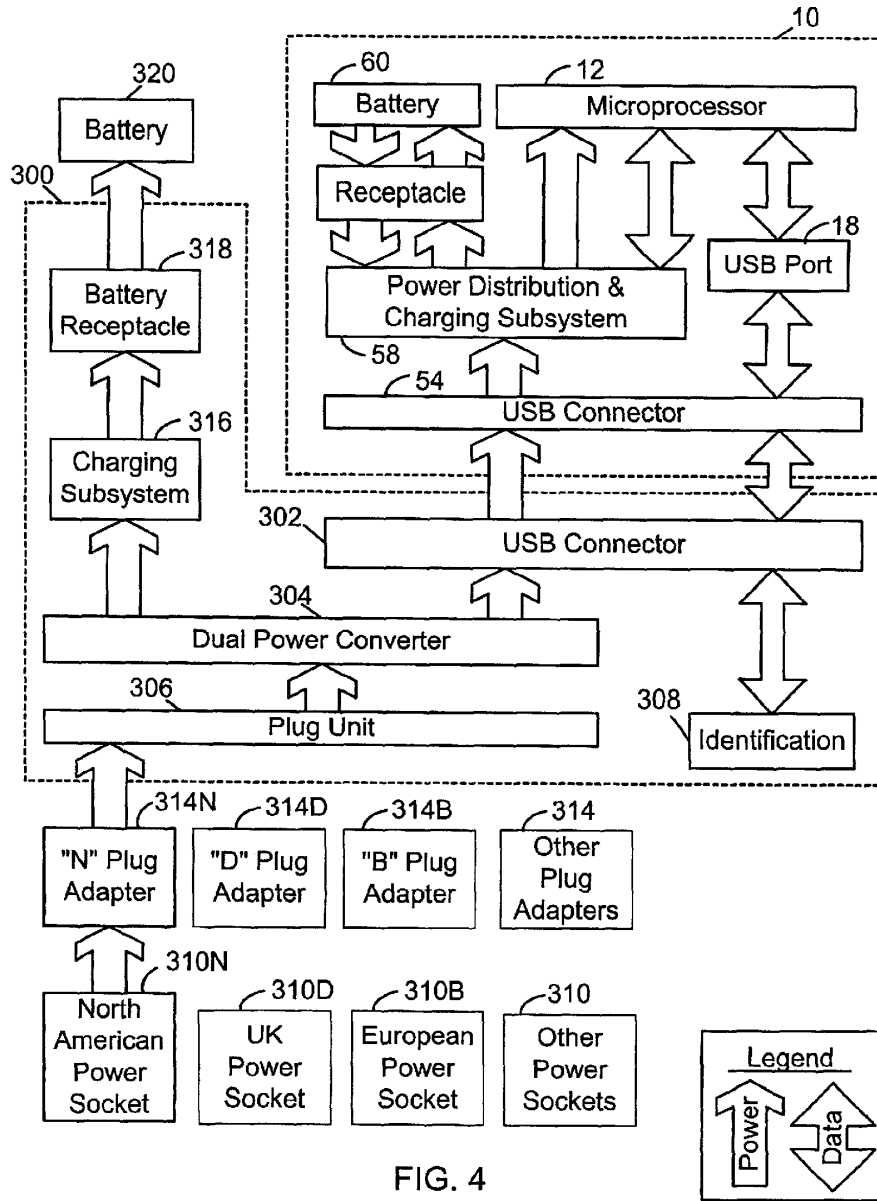 10
320
60
12
Battery
Battery
Microprocessor
300
Receptacle
318
18
Battery
Receptacle
Power Distribution &
Charging Subsystem
USB Port
58
54
316
USB Connector
Charging
Subsystem
302
USB Connector
304
Dual Power Converter
306
308
Plug Unit
Identification
314N
314D
314B
314
"N" Plug
Adapter
"D" Plug
Adapter
"B" Plug
Adapter
Other
Plug
Adapters
310N
310D
310B
310
North
American
Power
Socket
UK
Power
Socket
European
Power
Socket
Other
Power
Sockets
Legend
Power
Data
FIG. 4